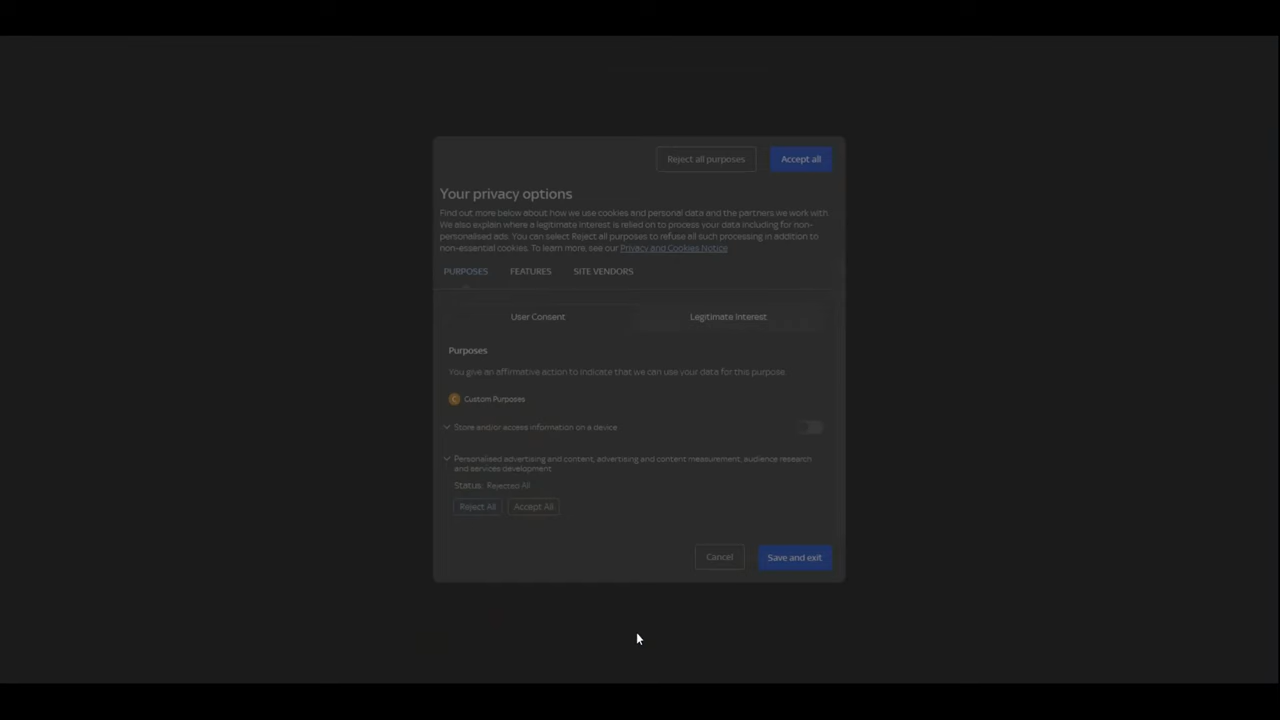 Reject all purposes Accept all
Your privacy options
Find out more below about how we use cookies and personal data and the partners we work with.
We also explain where a legitimate Interest is relied on to process your data including for non-
personalised ads. You can select Reject all purposes to refuse all such processing in addition to
non-essential cookies. To learn more, see our Privacy and Cookies Notice
PURPOSES FEATURES SITE VENDORS
User Consent Legitimate Interest
Purposes
You give an affirmative action to indicate that we can use your data for this purpose.
C Custom Purposes
Store and/or access information on a device
Personalised advertising and content, advertising and content measurement, audience research
and services development
Status: Rejected All
Reject All Accept All
Cancel Save and exit